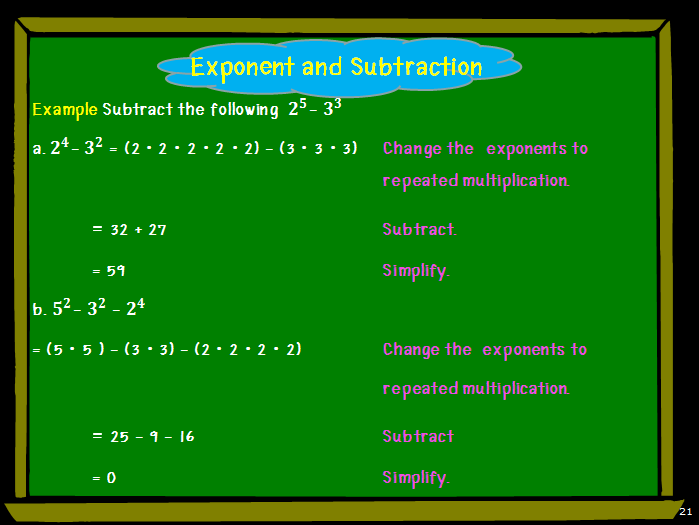 Exponent and Subtraction
Example Subtract the following 2⁵- 3³
a. 2⁴- 3² = (2 · 2 · 2 · 2 · 2) – (3 · 3 · 3) Change the exponents to
repeated multiplication.
= 32 + 27 Subtract.
= 59 Simplify.
b. 5²- 3² – 2⁴
= (5 · 5 ) – (3 · 3) – (2 · 2 · 2 · 2) Change the exponents to
repeated multiplication.
= 25 – 9 – 16 Subtract
= 0 Simplify.
21